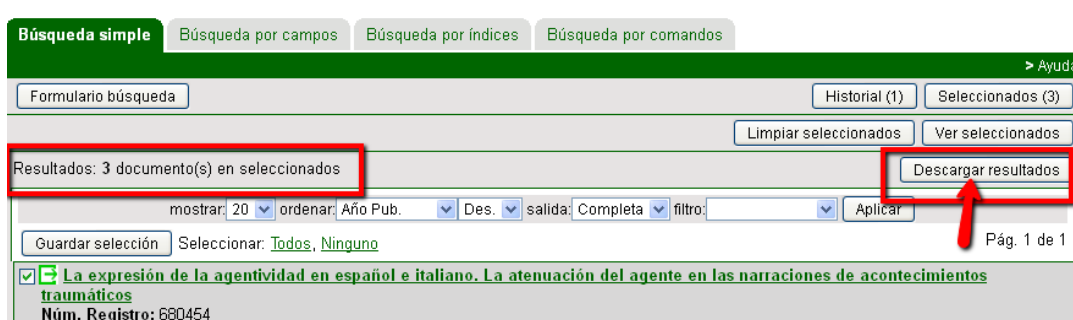 Búsqueda simple Búsqueda por campos Búsqueda por índices Búsqueda por comandos
> Ayuda
Formulario búsqueda Historial (1) Seleccionados (3)
Limpiar seleccionados Ver seleccionados
Resultados: 3 documento(s) en seleccionados Descargar resultados
mostrar: 20 ordenar: Año Pub. Des. salida: Completa filtro: Aplicar
Guardar selección Seleccionar: Todos, Ninguno Pág. 1 de 1
La expresión de la agentividad en español e italiano. La atenuación del agente en las narraciones de acontecimientos
traumáticos
Núm. Registro: 680454